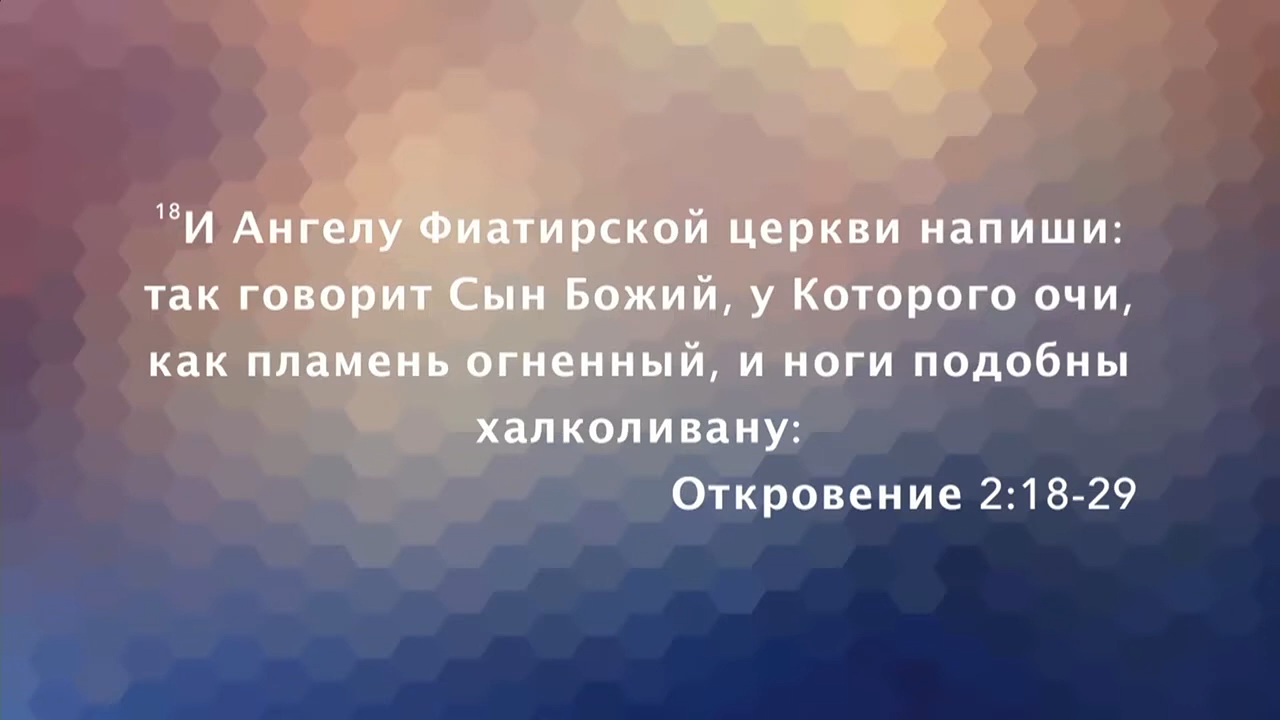 18И Ангелу Фиатирской церкви напиши:
так говорит Сын Божий, у Которого очи,
как пламень огненный, и ноги подобны
халколивану:
Откровение 2:18-29